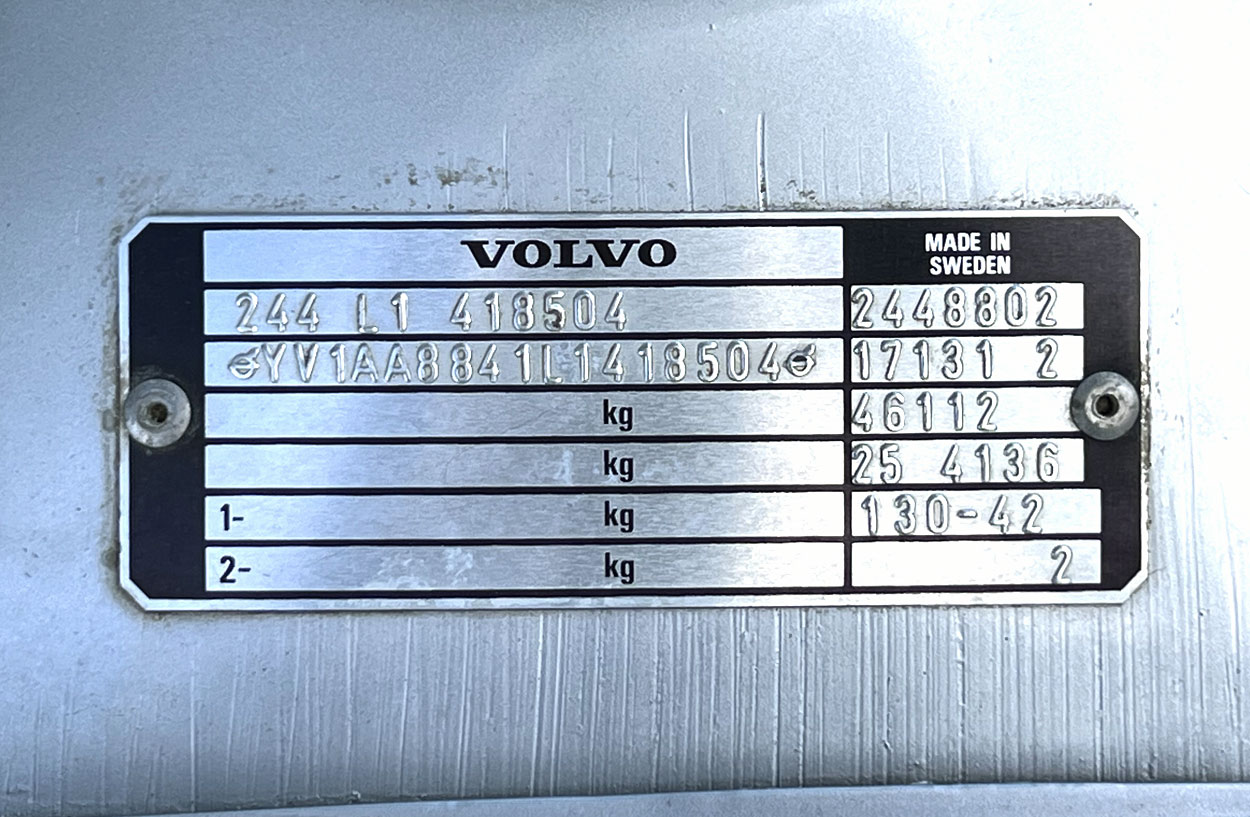 VOLVO
MADE IN
SWEDEN
244 L1 418504
2448802
YV1AA8841L1418504
17131 2
kg
46112
kg
25 4136
1- kg
130-42
2- kg
2